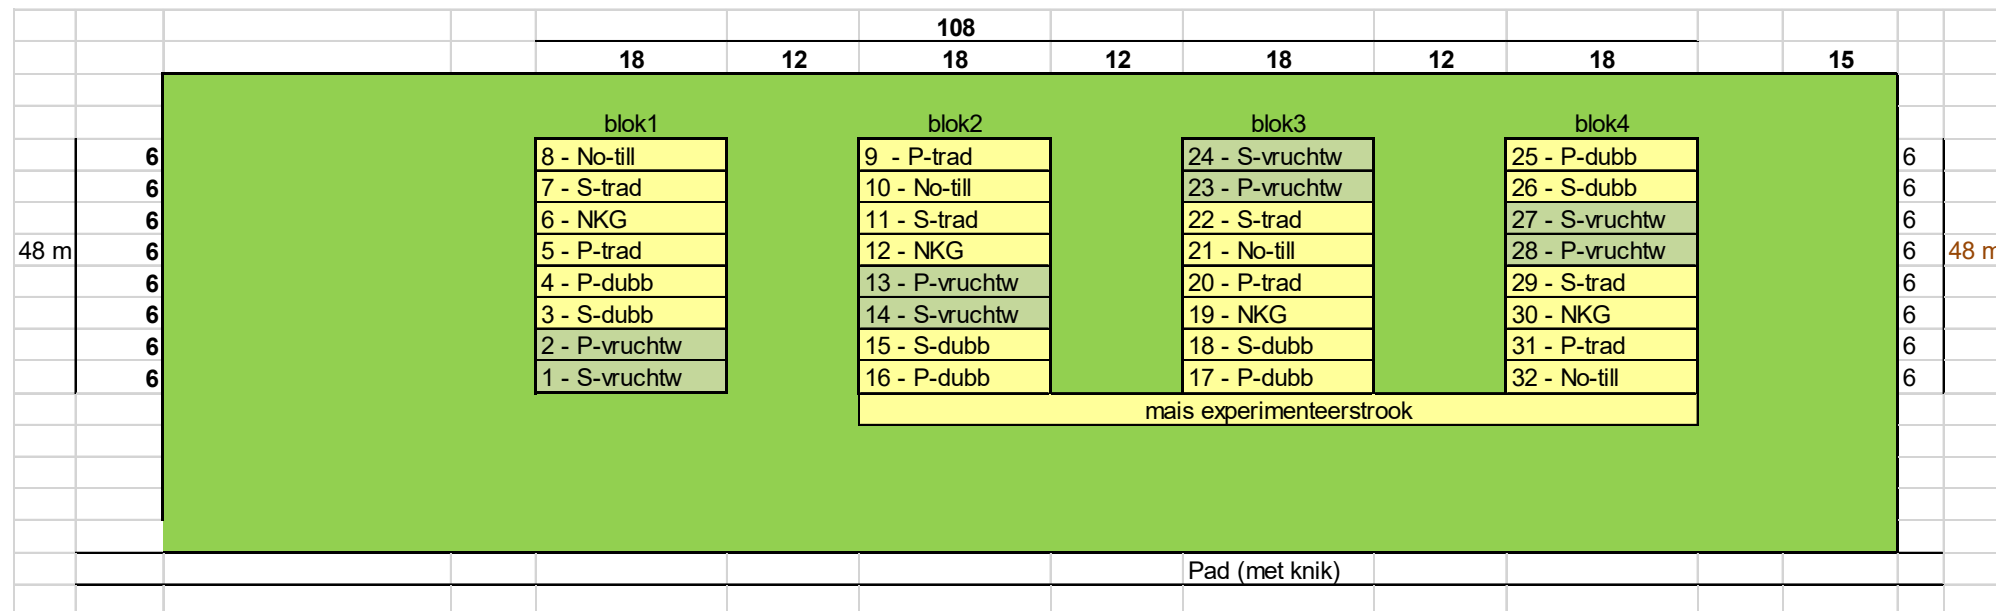 108
18 12 18 12 18 12 18 15
blok1 blok2 blok3 blok4
6 8 - No-till 9 - P-trad 24 - S-vruchtw 25 - P-dubb 6
6 7 - S-trad 10 - No-till 23 - P-vruchtw 26 - S-dubb 6
6 6 - NKG 11 - S-trad 22 - S-trad 27 - S-vruchtw 6
48 m 6 5 - P-trad 12 - NKG 21 - No-till 28 - P-vruchtw 6 48 m
6 4 - P-dubb 13 - P-vruchtw 20 - P-trad 29 - S-trad 6
6 3 - S-dubb 14 - S-vruchtw 19 - NKG 30 - NKG 6
6 2 - P-vruchtw 15 - S-dubb 18 - S-dubb 31 - P-trad 6
6 1 - S-vruchtw 16 - P-dubb 17 - P-dubb 32 - No-till 6
mais experimenteerstrook
Pad (met knik)